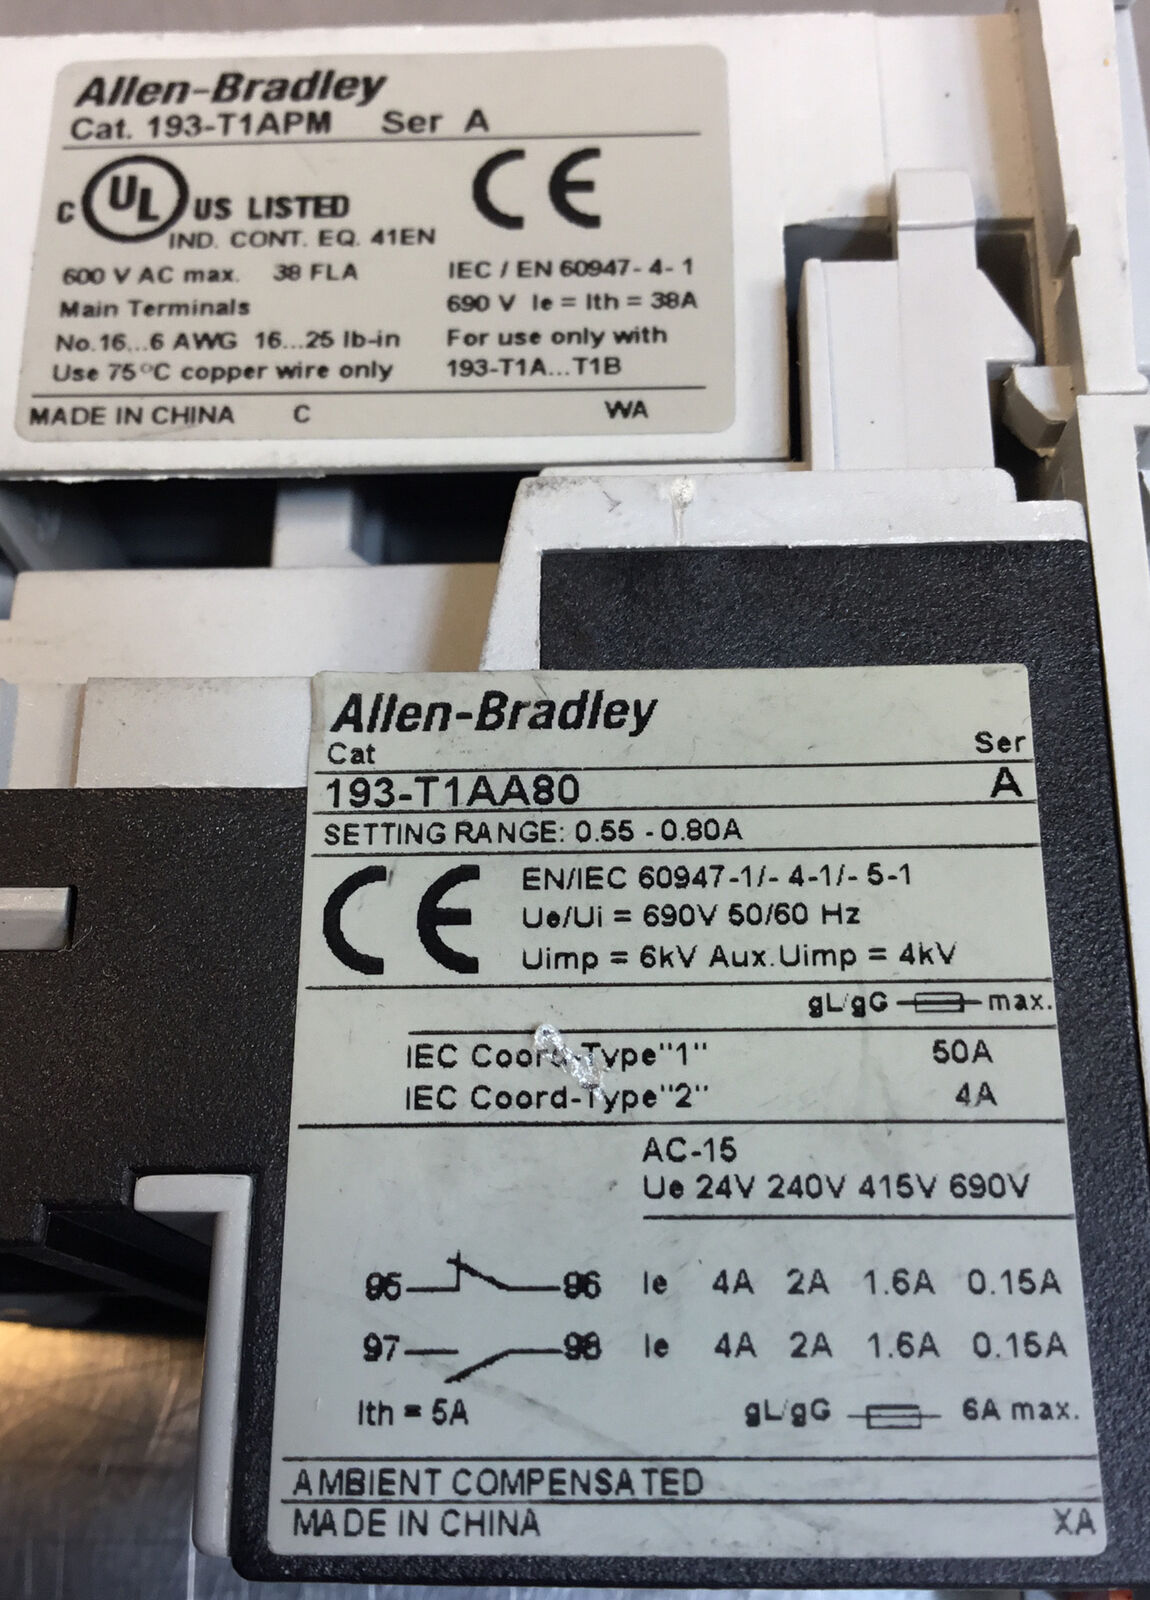 Allen-Bradley
Cat. 193-T1APM Ser A
C UL US LISTED CE
IND. CONT. EQ. 41EN
600 V AC max. 38 FLA IEC / EN 60947-4-1
Main Terminals 690 V Ie = Ith = 38A
No.16...6 AWG 16...25 lb-in For use only with
Use 75°C copper wire only 193-T1A...T1B
MADE IN CHINA C WA
Allen-Bradley
Cat Ser
193-T1AA80 A
SETTING RANGE: 0.55 - 0.80A
CE EN/IEC 60947-1/- 4-1/- 5-1
Ue/Ui = 690V 50/60 Hz
Uimp = 6kV Aux.Uimp = 4kV
gL/gG max.
IEC Coord-Type"1" 50A
IEC Coord-Type"2" 4A
AC-15
Ue 24V 240V 415V 690V
95 96 Ie 4A 2A 1.6A 0.15A
97 98 Ie 4A 2A 1.6A 0.15A
Ith = 5A gL/gG 6A max.
AMBIENT COMPENSATED
MADE IN CHINA XA